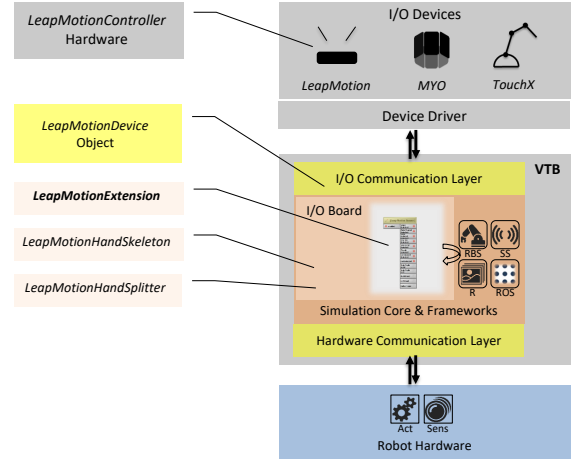 LeapMotionController
Hardware
I/O Devices
LeapMotion
MYO
TouchX
Device Driver
LeapMotionDevice
Object
VTB
I/O Communication Layer
LeapMotionExtension
I/O Board
LeapMotionHandSkeleton
RBS
SS
LeapMotionHandSplitter
R
ROS
Simulation Core & Frameworks
Hardware Communication Layer
Act
Sens
Robot Hardware